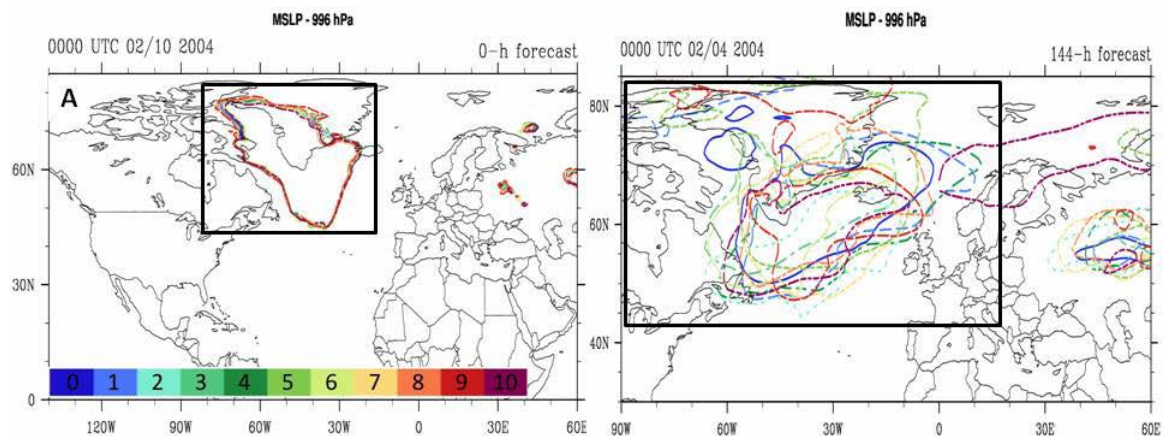 MSLP - 996 hPa
0000 UTC 02/10 2004 0-h forecast
A
60N
30N
0
0 1 2 3 4 5 6 7 8 9 10
120W 90W 60W 30W 0 30E 60E
MSLP - 996 hPa
0000 UTC 02/04 2004 144-h forecast
80N
60N
40N
90W 60W 30W 0 30E 60E